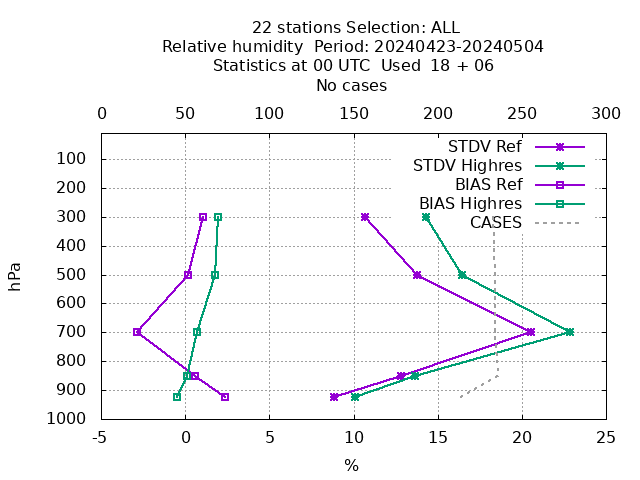 22 stations Selection: ALL
Relative humidity  Period: 20240423-20240504
Statistics at 00 UTC  Used  18 + 06
No cases
0 50 100 150 200 250 300
STDV Ref
STDV Highres
BIAS Ref
BIAS Highres
CASES
100
200
300
400
500
600
700
800
900
1000
hPa
-5 0 5 10 15 20 25
%